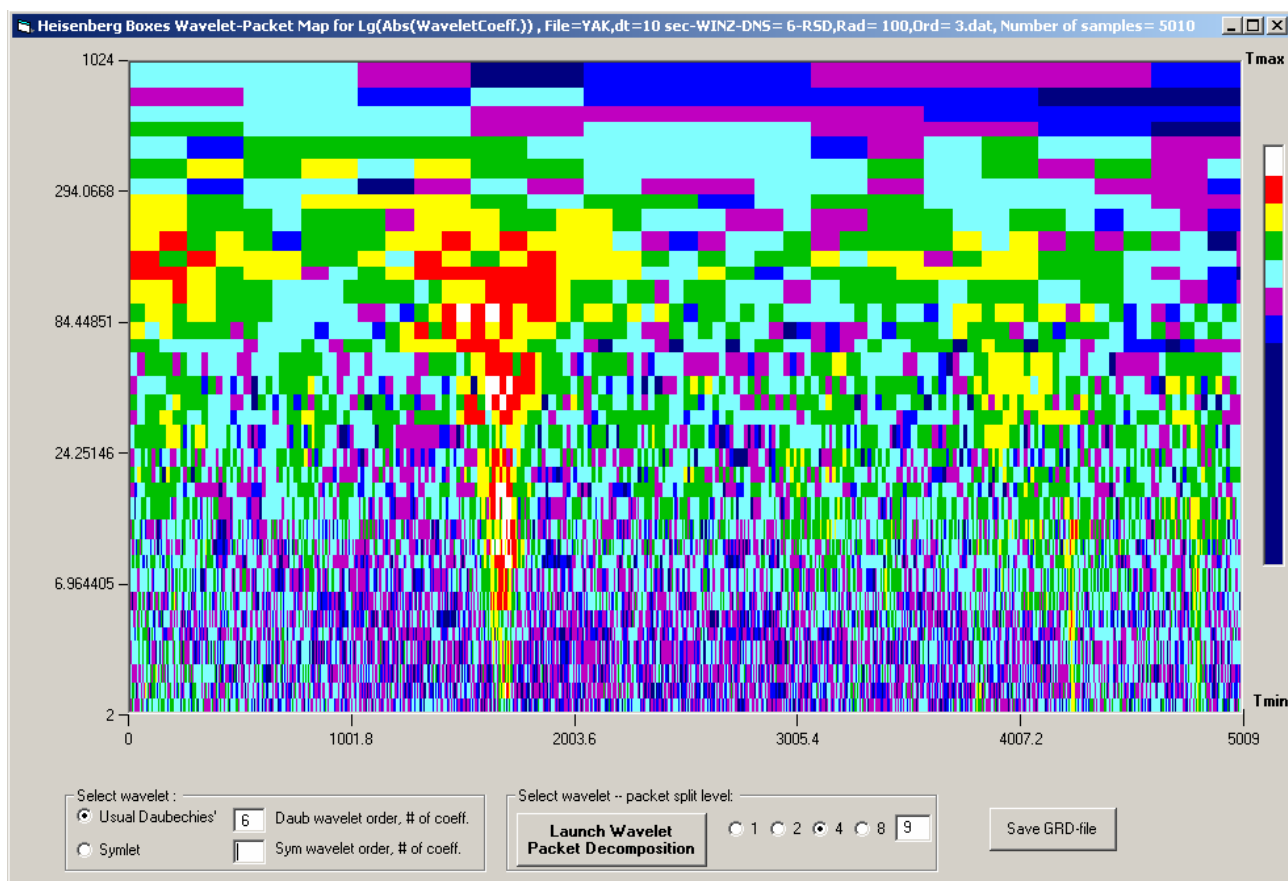 Heisenberg Boxes Wavelet-Packet Map for Lg(Abs(WaveletCoeff.)) , File=YAK,dt=10 sec-WIN2-DNS= 6-RSD,Rad= 100,Ord= 3.dat, Number of samples= 5010
1024
Tmax
294.0668
84.44851
24.25146
6.964405
2
Tmin
0
1001.8
2003.6
3005.4
4007.2
5009
Select wavelet :
Usual Daubechies'
6
Daub wavelet order, # of coeff.
Symlet
Sym wavelet order, # of coeff.
Select wavelet -- packet split level:
Launch Wavelet
Packet Decomposition
1
2
4
8
9
Save GRD-file